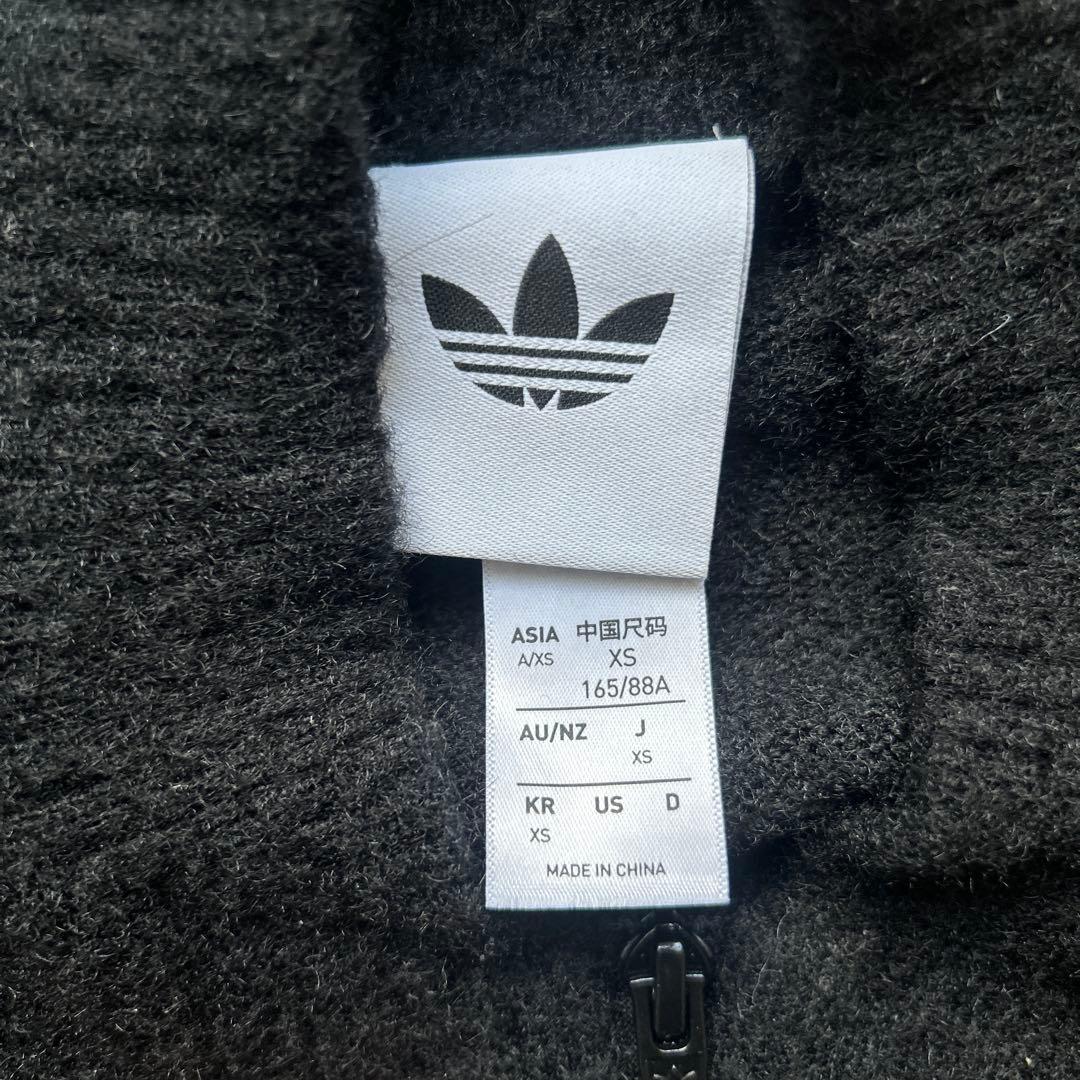 ASIA 中国尺码
A/XS XS
165/88A
AU/NZ J
XS
KR US D
XS
MADE IN CHINA